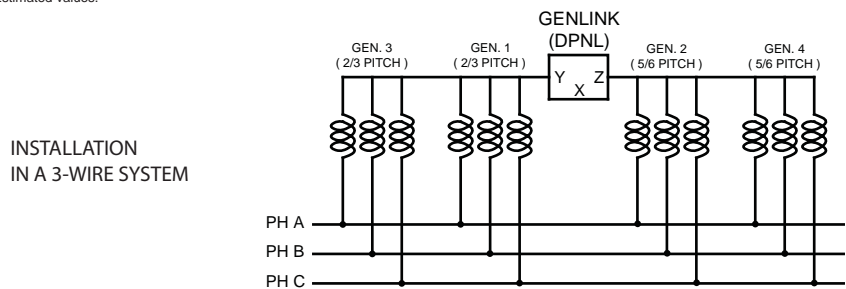 GENLINK
(DPNL)
GEN. 3
( 2/3 PITCH )
GEN. 1
( 2/3 PITCH )
GEN. 2
( 5/6 PITCH )
GEN. 4
( 5/6 PITCH )
Y
X
Z
INSTALLATION
IN A 3-WIRE SYSTEM
PH A
PH B
PH C